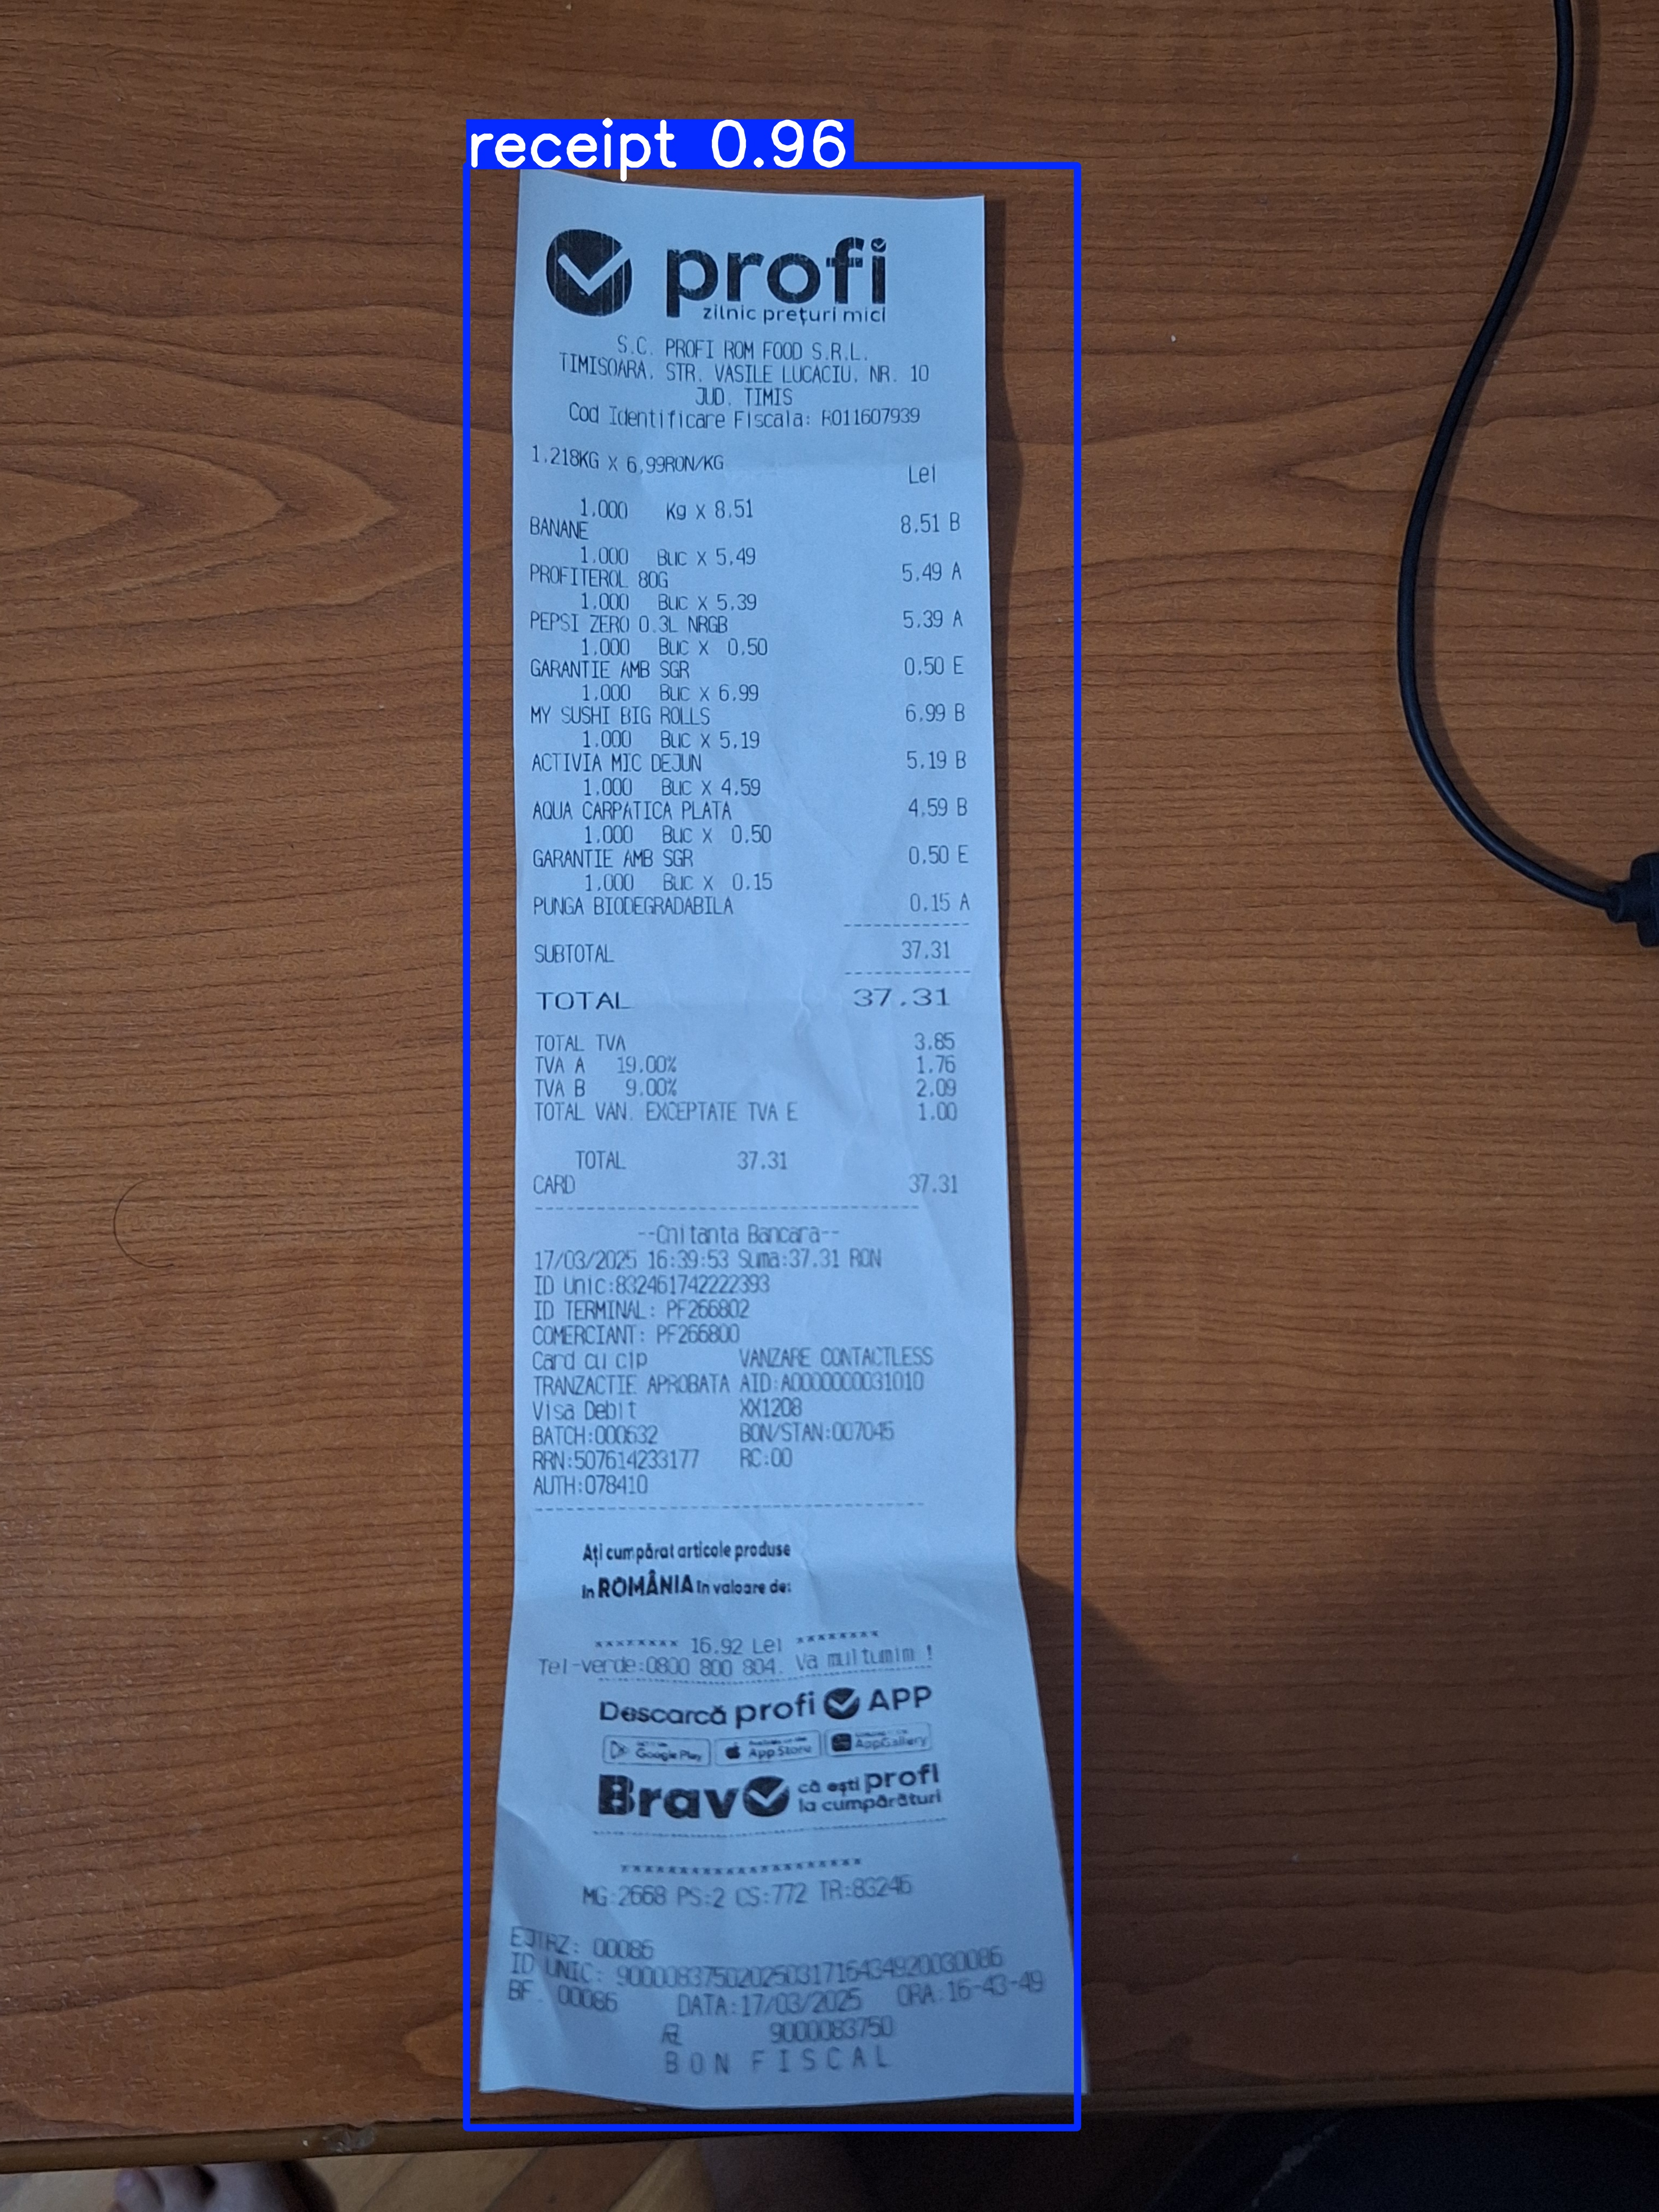 receipt 0.96
profi
zilnic prețuri mici
S.C. PROFI ROM FOOD S.R.L.
TIMISOARA, STR. VASILE LUCACIU, NR. 10
JUD. TIMIS
Cod Identificare Fiscala: RO11607939
1.218KG X 6,99RON/KG
Lei
1.000 Kg X 8.51
BANANE 8.51 B
1.000 Buc X 5.49
PROFITEROL 80G 5.49 A
1.000 Buc X 5.39
PEPSI ZERO 0.3L NRGB 5.39 A
1.000 Buc X 0.50
GARANTIE AMB SGR 0.50 E
1.000 Buc X 6.99
MY SUSHI BIG ROLLS 6.99 B
1.000 Buc X 5.19
ACTIVIA MIC DEJUN 5.19 B
1.000 Buc X 4.59
AQUA CARPATICA PLATA 4.59 B
1.000 Buc X 0.50
GARANTIE AMB SGR 0.50 E
1.000 Buc X 0.15
PUNGA BIODEGRADABILA 0.15 A
SUBTOTAL 37.31
TOTAL 37.31
TOTAL TVA 3.85
TVA A 19.00% 1.76
TVA B 9.00% 2.09
TOTAL VAN. EXCEPTATE TVA E 1.00
TOTAL 37.31
CARD 37.31
--Chitanta Bancara--
17/03/2025 16:39:53 Suma:37.31 RON
ID Unic:832461742222393
ID TERMINAL: PF266802
COMERCIANT: PF266800
Card cu cip VANZARE CONTACTLESS
TRANZACTIE APROBATA AID:A0000000031010
Visa Debit XX1208
BATCH:000632 BON/STAN:007045
RRN:507614233177 RC:00
AUTH:078410
Ați cumpărat articole produse
în ROMÂNIA în valoare de:
******** 16.92 Lei ********
Tel-verde:0800 800 804. Va multumim !
Descarcă profi APP
Google Play App Store AppGallery
Bravo că ești profi
la cumpărături
MG:2668 PS:2 CS:772 TR:83246
EJTRZ: 00086
ID UNIC: 90000837502025031716434920030086
BF. 00086 DATA:17/03/2025 ORA:16-43-49
9000083750
BON FISCAL